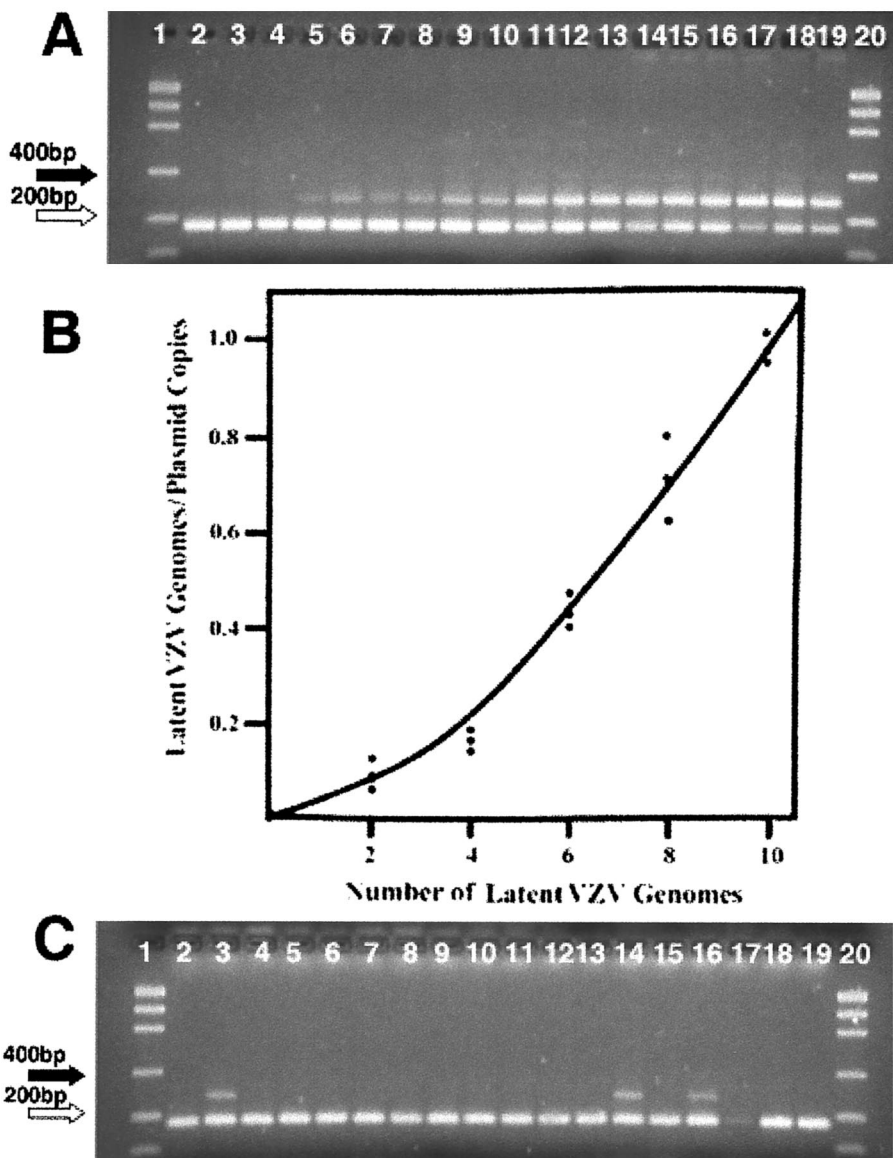 A
1 2 3 4 5 6 7 8 9 10 11 12 13 14 15 16 17 18 19 20
400bp
200bp
B
Latent VZV Genomes/Plasmid Copies
1.0
0.8
0.6
0.4
0.2
2 4 6 8 10
Number of Latent VZV Genomes
C
1 2 3 4 5 6 7 8 9 10 11 12 13 14 15 16 17 18 19 20
400bp
200bp